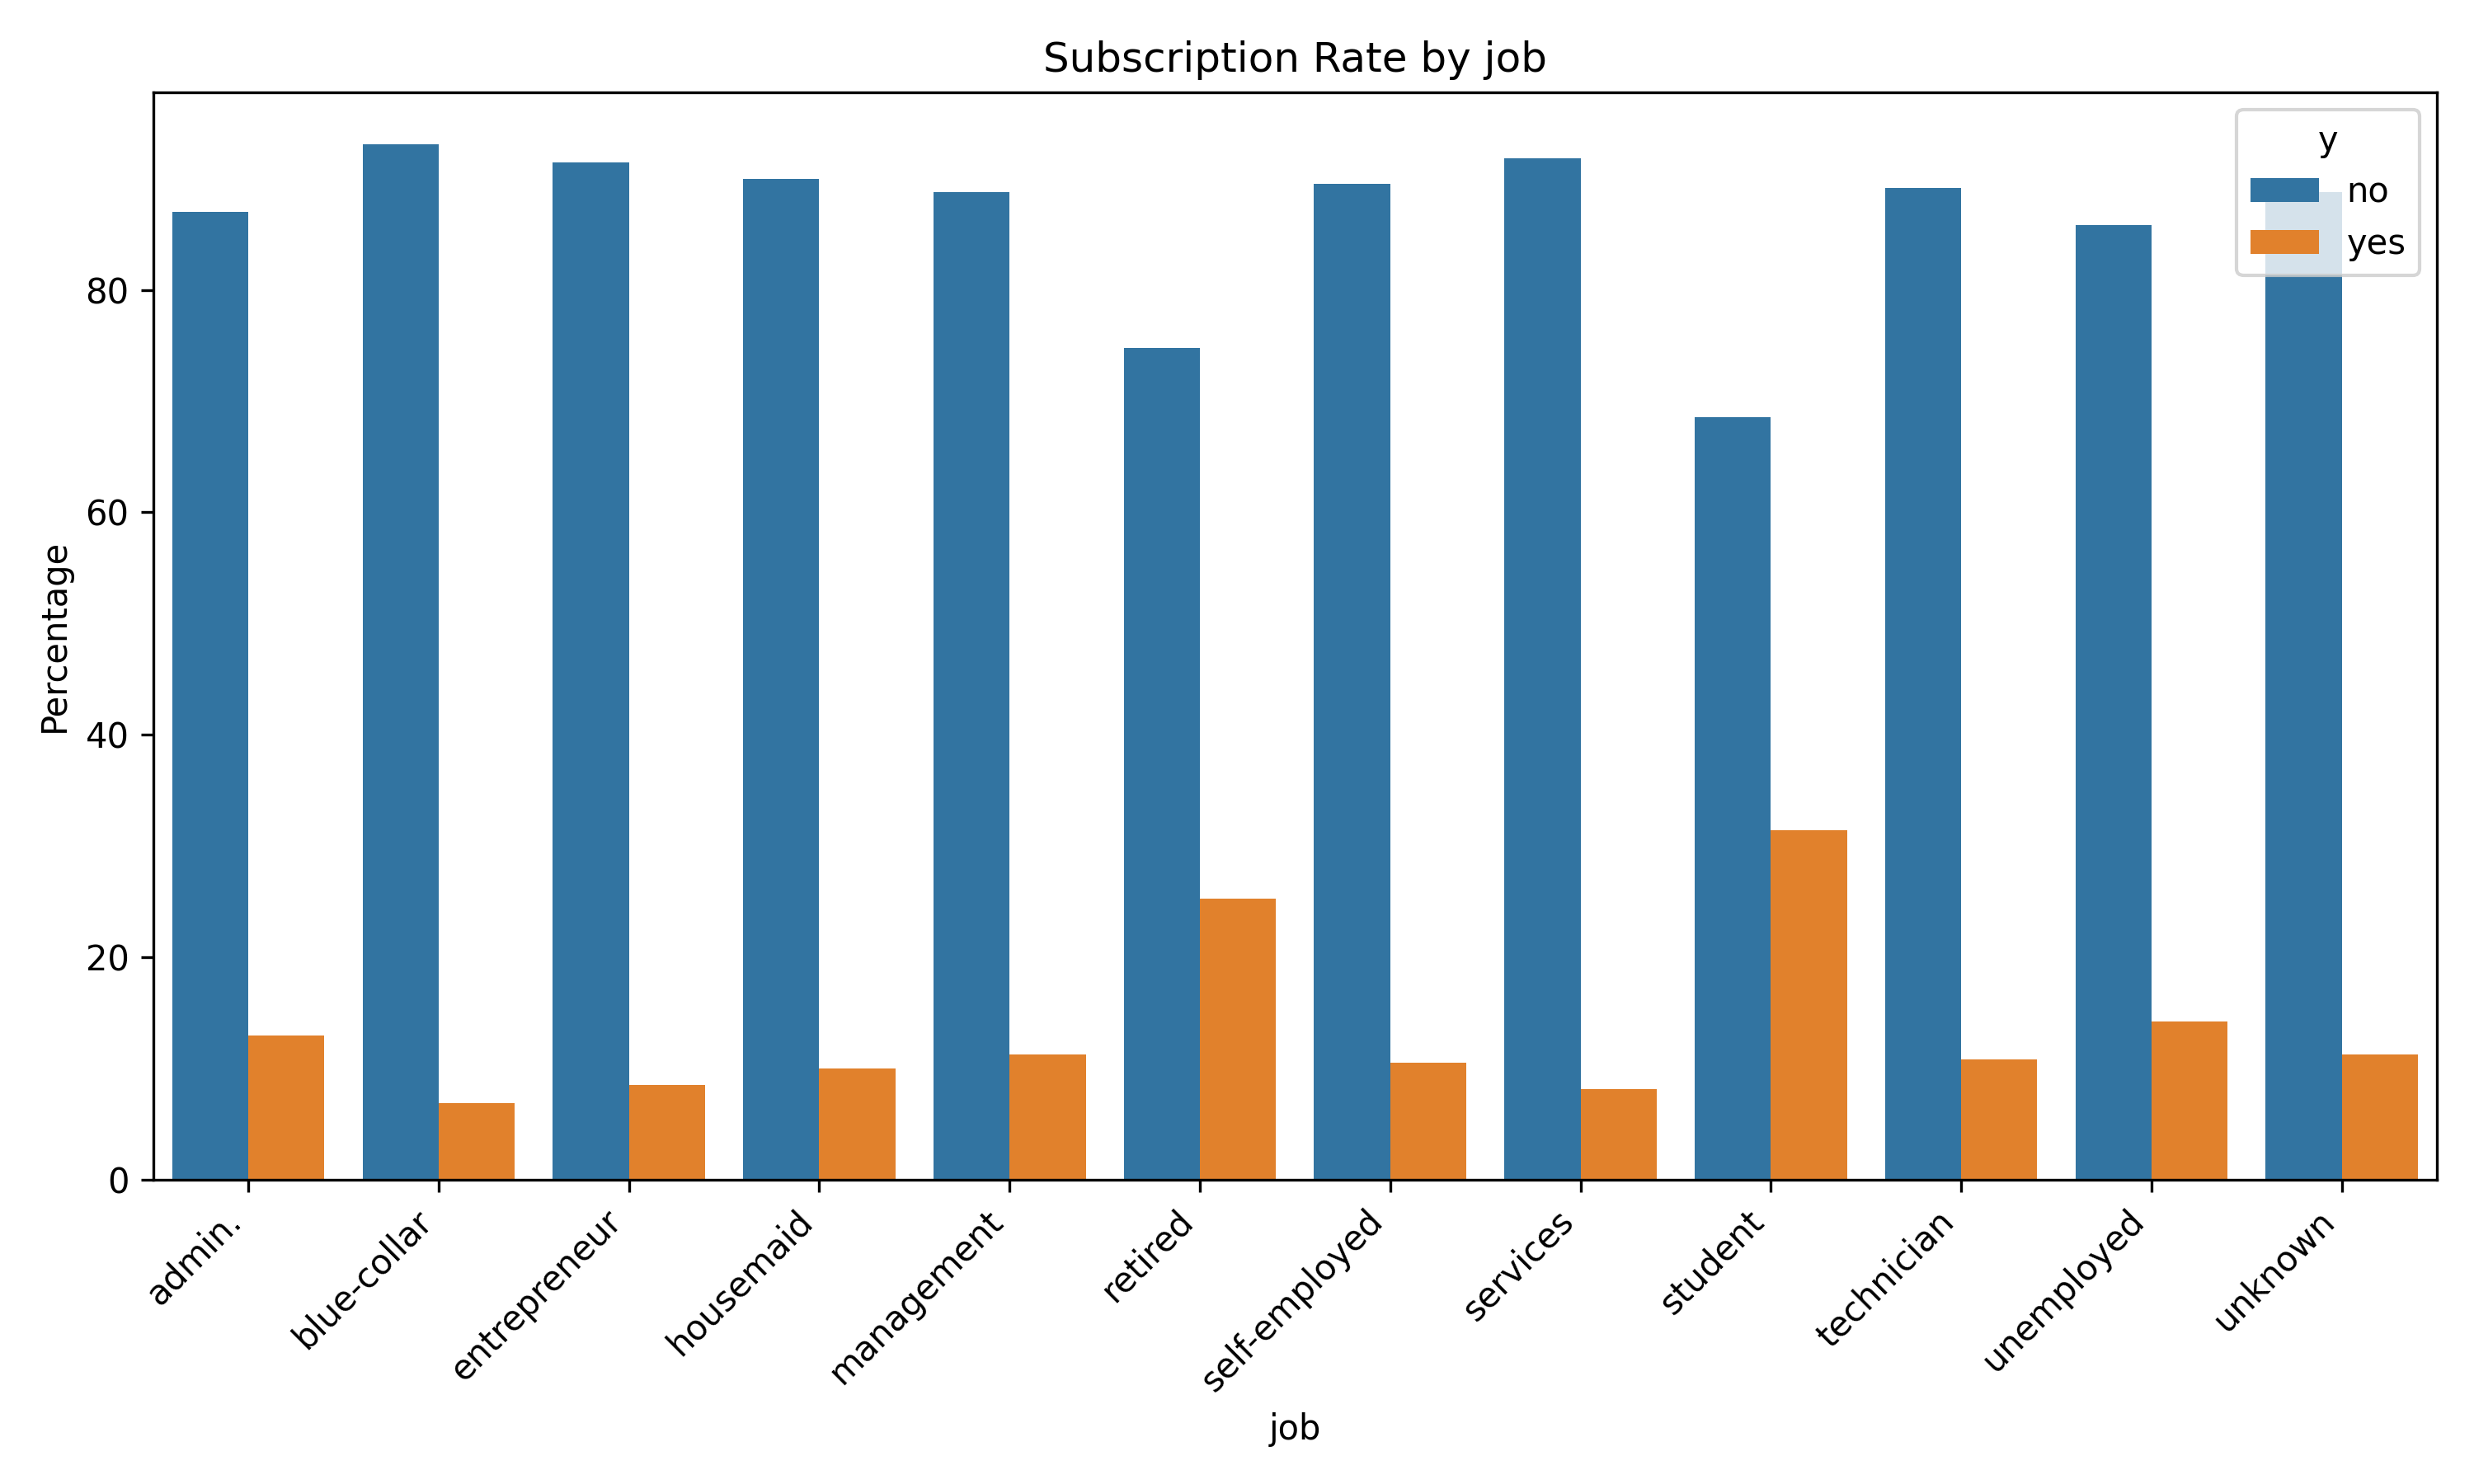 Subscription Rate by job
y
no
yes
Percentage
80
60
40
20
0
admin.
blue-collar
entrepreneur
housemaid
management
retired
self-employed
services
student
technician
unemployed
unknown
job